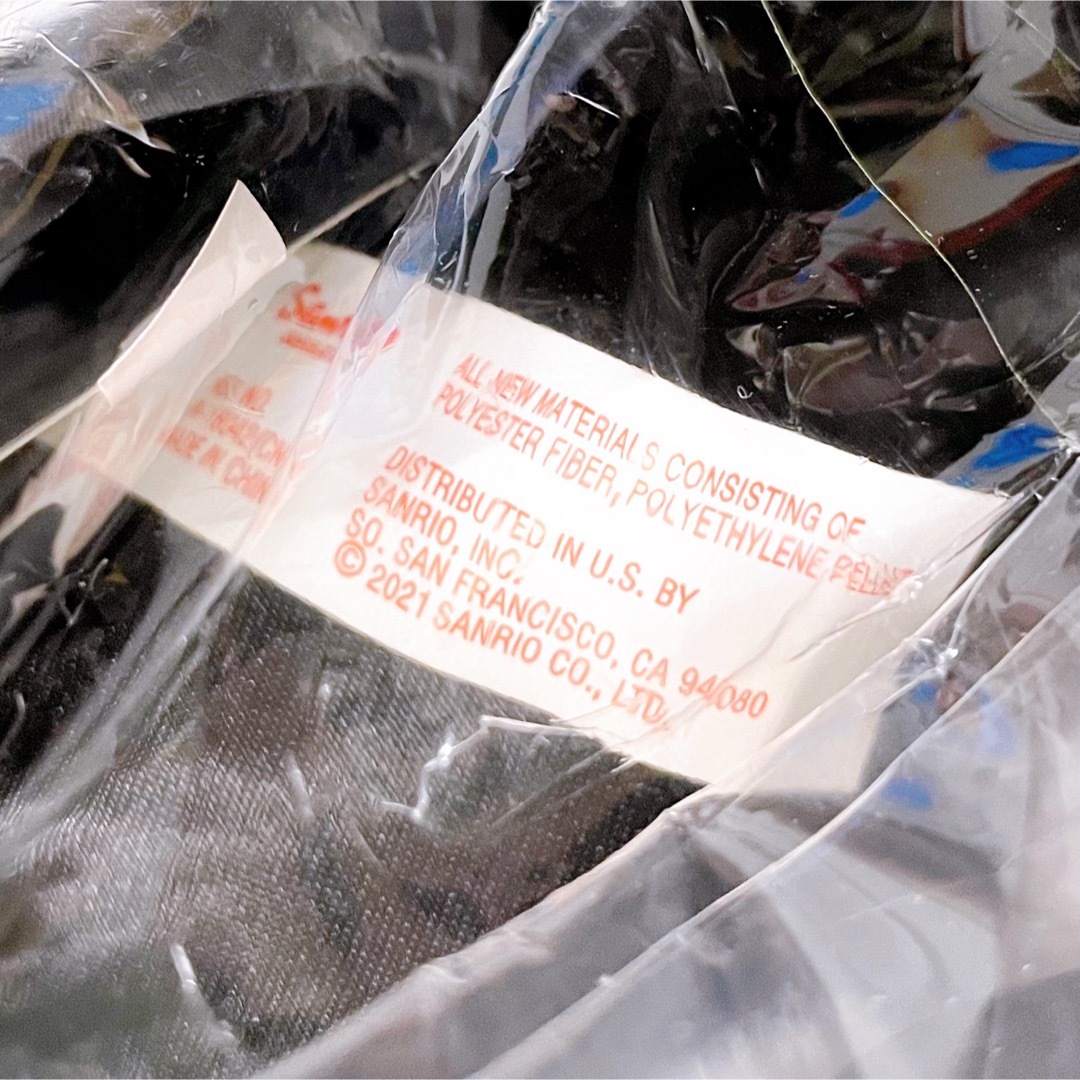 Sanrio
MADE IN CHINA
ALL NEW MATERIALS CONSISTING OF
POLYESTER FIBER, POLYETHYLENE PELLETS
DISTRIBUTED IN U.S. BY
SANRIO, INC.
SO. SAN FRANCISCO, CA 94080
© 2021 SANRIO CO., LTD.